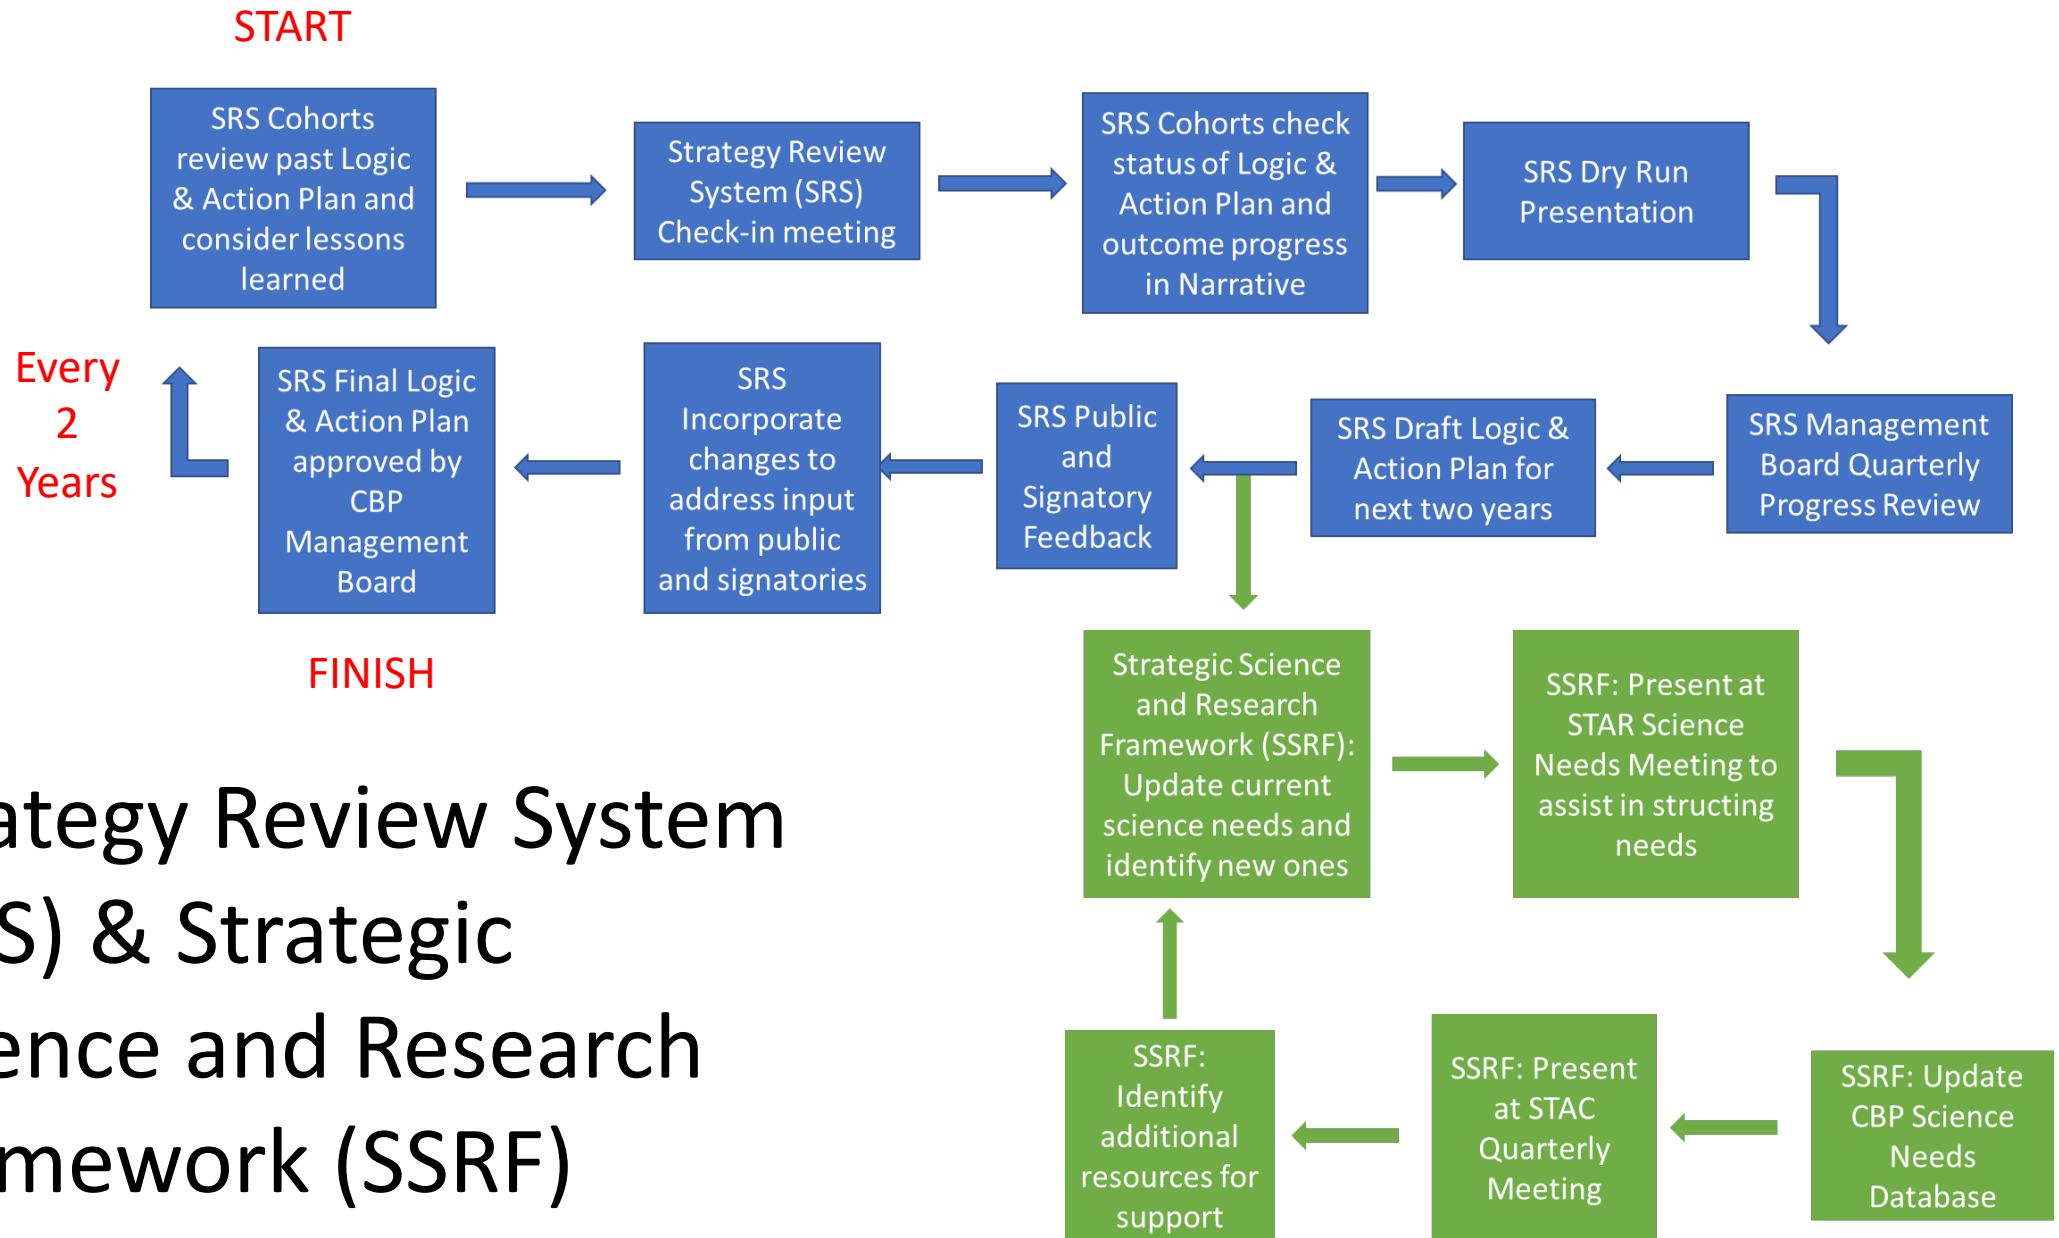 START
SRS Cohorts
review past Logic
& Action Plan and
consider lessons
learned
Strategy Review
System (SRS)
Check-in meeting
SRS Cohorts check
status of Logic &
Action Plan and
outcome progress
in Narrative
SRS Dry Run
Presentation
Every
2
Years
SRS Final Logic
& Action Plan
approved by
CBP
Management
Board
SRS
Incorporate
changes to
address input
from public
and signatories
SRS Public
and
Signatory
Feedback
SRS Draft Logic &
Action Plan for
next two years
SRS Management
Board Quarterly
Progress Review
FINISH
Strategic Science
and Research
Framework (SSRF):
Update current
science needs and
identify new ones
SSRF: Present at
STAR Science
Needs Meeting to
assist in structing
needs
ategy Review System
S) & Strategic
ence and Research
mework (SSRF)
SSRF:
Identify
additional
resources for
support
SSRF: Present
at STAC
Quarterly
Meeting
SSRF: Update
CBP Science
Needs
Database